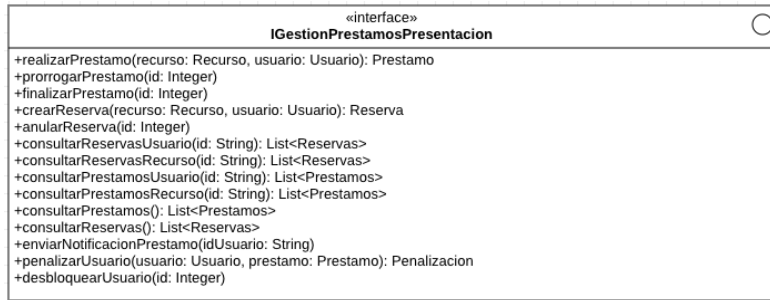 «interface»
IGestionPrestamosPresentacion
+realizarPrestamo(recurso: Recurso, usuario: Usuario): Prestamo
+prorrogarPrestamo(id: Integer)
+finalizarPrestamo(id: Integer)
+crearReserva(recurso: Recurso, usuario: Usuario): Reserva
+anularReserva(id: Integer)
+consultarReservasUsuario(id: String): List<Reservas>
+consultarReservasRecurso(id: String): List<Reservas>
+consultarPrestamosUsuario(id: String): List<Prestamos>
+consultarPrestamosRecurso(id: String): List<Prestamos>
+consultarPrestamos(): List<Prestamos>
+consultarReservas(): List<Reservas>
+enviarNotificacionPrestamo(idUsuario: String)
+penalizarUsuario(usuario: Usuario, prestamo: Prestamo): Penalizacion
+desbloquearUsuario(id: Integer)